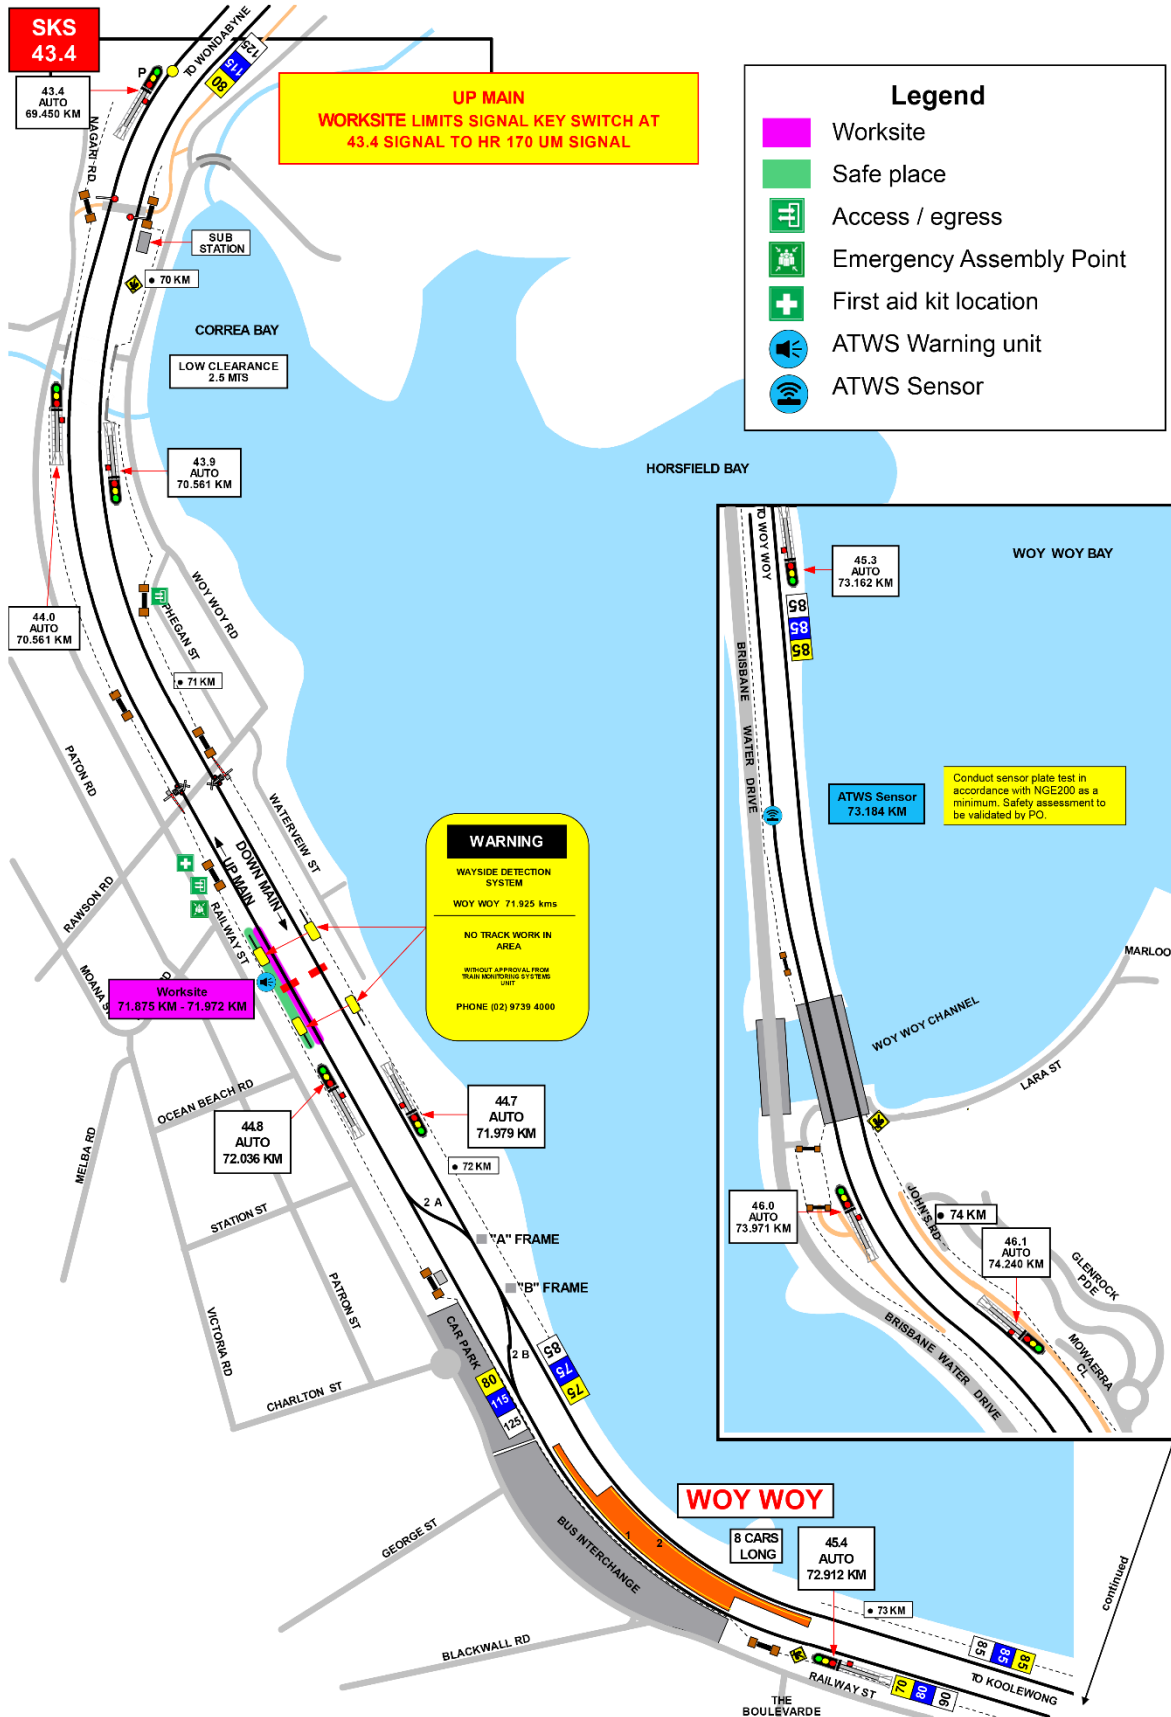 SKS
43.4
43.4
AUTO
69.450 KM
P
TO WONDABYNE
125
115
80
UP MAIN
WORKSITE LIMITS SIGNAL KEY SWITCH AT
43.4 SIGNAL TO HR 170 UM SIGNAL
Legend
Worksite
Safe place
Access / egress
Emergency Assembly Point
First aid kit location
ATWS Warning unit
ATWS Sensor
NAGARI RD
SUB
STATION
70 KM
CORREA BAY
LOW CLEARANCE
2.5 MTS
43.9
AUTO
70.561 KM
HORSFIELD BAY
44.0
AUTO
70.561 KM
WOY WOY RD
PHEGAN ST
71 KM
PATON RD
WATERVEIW ST
RAWSON RD
UP MAIN
DOWN MAIN
RAILWAY ST
MOANA ST
RD
Worksite
71.875 KM - 71.972 KM
WARNING
WAYSIDE DETECTION
SYSTEM
WOY WOY 71.925 kms
NO TRACK WORK IN
AREA
WITHOUT APPROVAL FROM
TRAIN MONITORING SYSTEMS
UNIT
PHONE (02) 9739 4000
OCEAN BEACH RD
44.8
AUTO
72.036 KM
44.7
AUTO
71.979 KM
72 KM
MELBA RD
STATION ST
2 A
"A" FRAME
"B" FRAME
2 B
VICTORIA RD
PATRON ST
CAR PARK
CHARLTON ST
80
115
125
85
75
75
GEORGE ST
BUS INTERCHANGE
1
2
WOY WOY
8 CARS
LONG
45.4
AUTO
72.912 KM
73 KM
BLACKWALL RD
THE
BOULEVARDE
RAILWAY ST
70
80
90
85
85
85
TO KOOLEWONG
continued
TO WOY WOY
45.3
AUTO
73.162 KM
85
85
85
WOY WOY BAY
BRISBANE WATER DRIVE
ATWS Sensor
73.184 KM
Conduct sensor plate test in
accordance with NGE200 as a
minimum. Safety assessment to
be validated by PO.
MARLOO
WOY WOY CHANNEL
LARA ST
46.0
AUTO
73.971 KM
JOHN'S RD
74 KM
46.1
AUTO
74.240 KM
GLENROCK
PDE
MOWAERRA
CL
BRISBANE WATER DRIVE